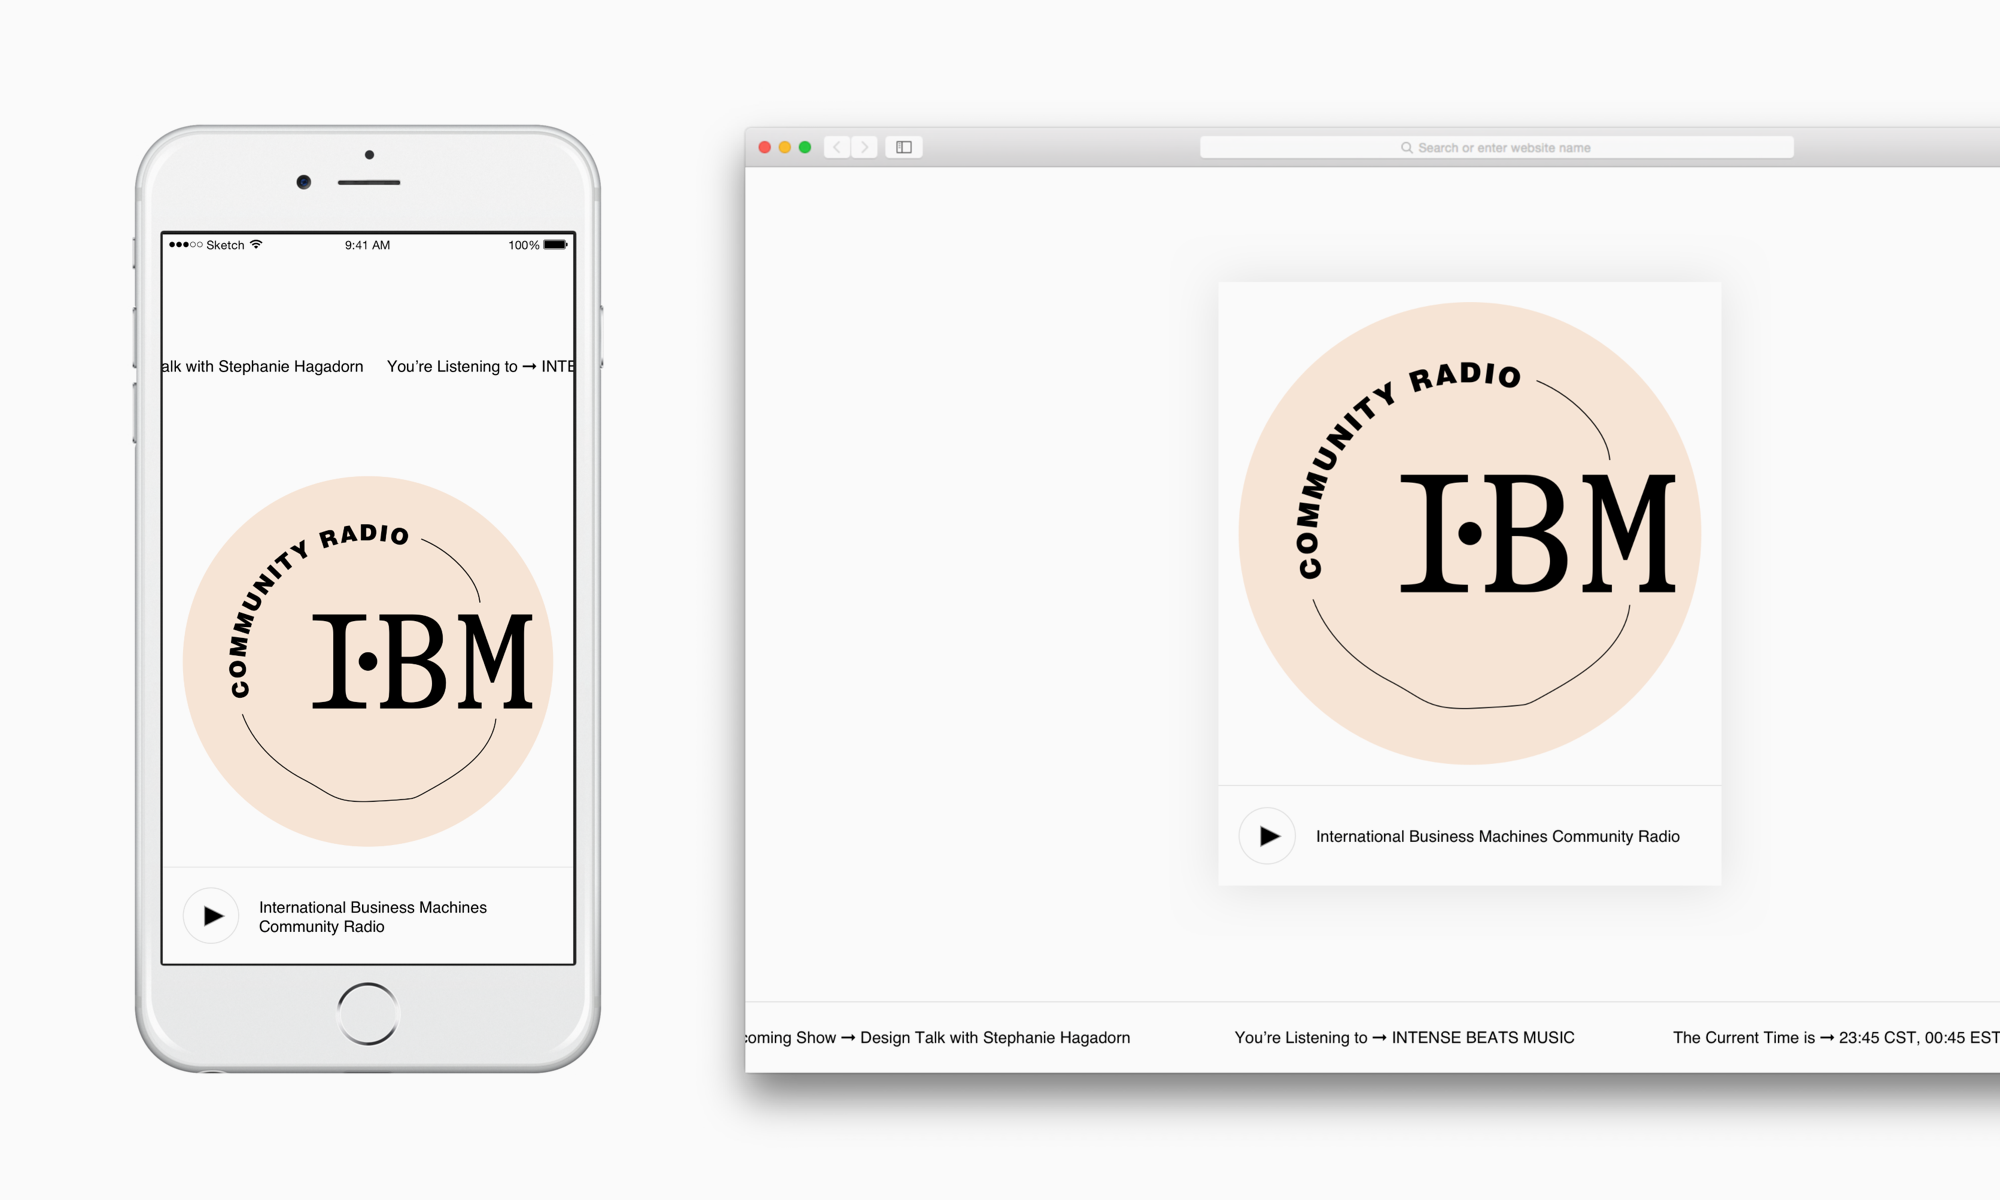 Sketch
9:41 AM
100%
alk with Stephanie Hagadorn
You’re Listening to → INTE
COMMUNITY RADIO
I•BM
International Business Machines
Community Radio
Search or enter website name
COMMUNITY RADIO
I•BM
International Business Machines Community Radio
coming Show → Design Talk with Stephanie Hagadorn
You’re Listening to → INTENSE BEATS MUSIC
The Current Time is → 23:45 CST, 00:45 EST